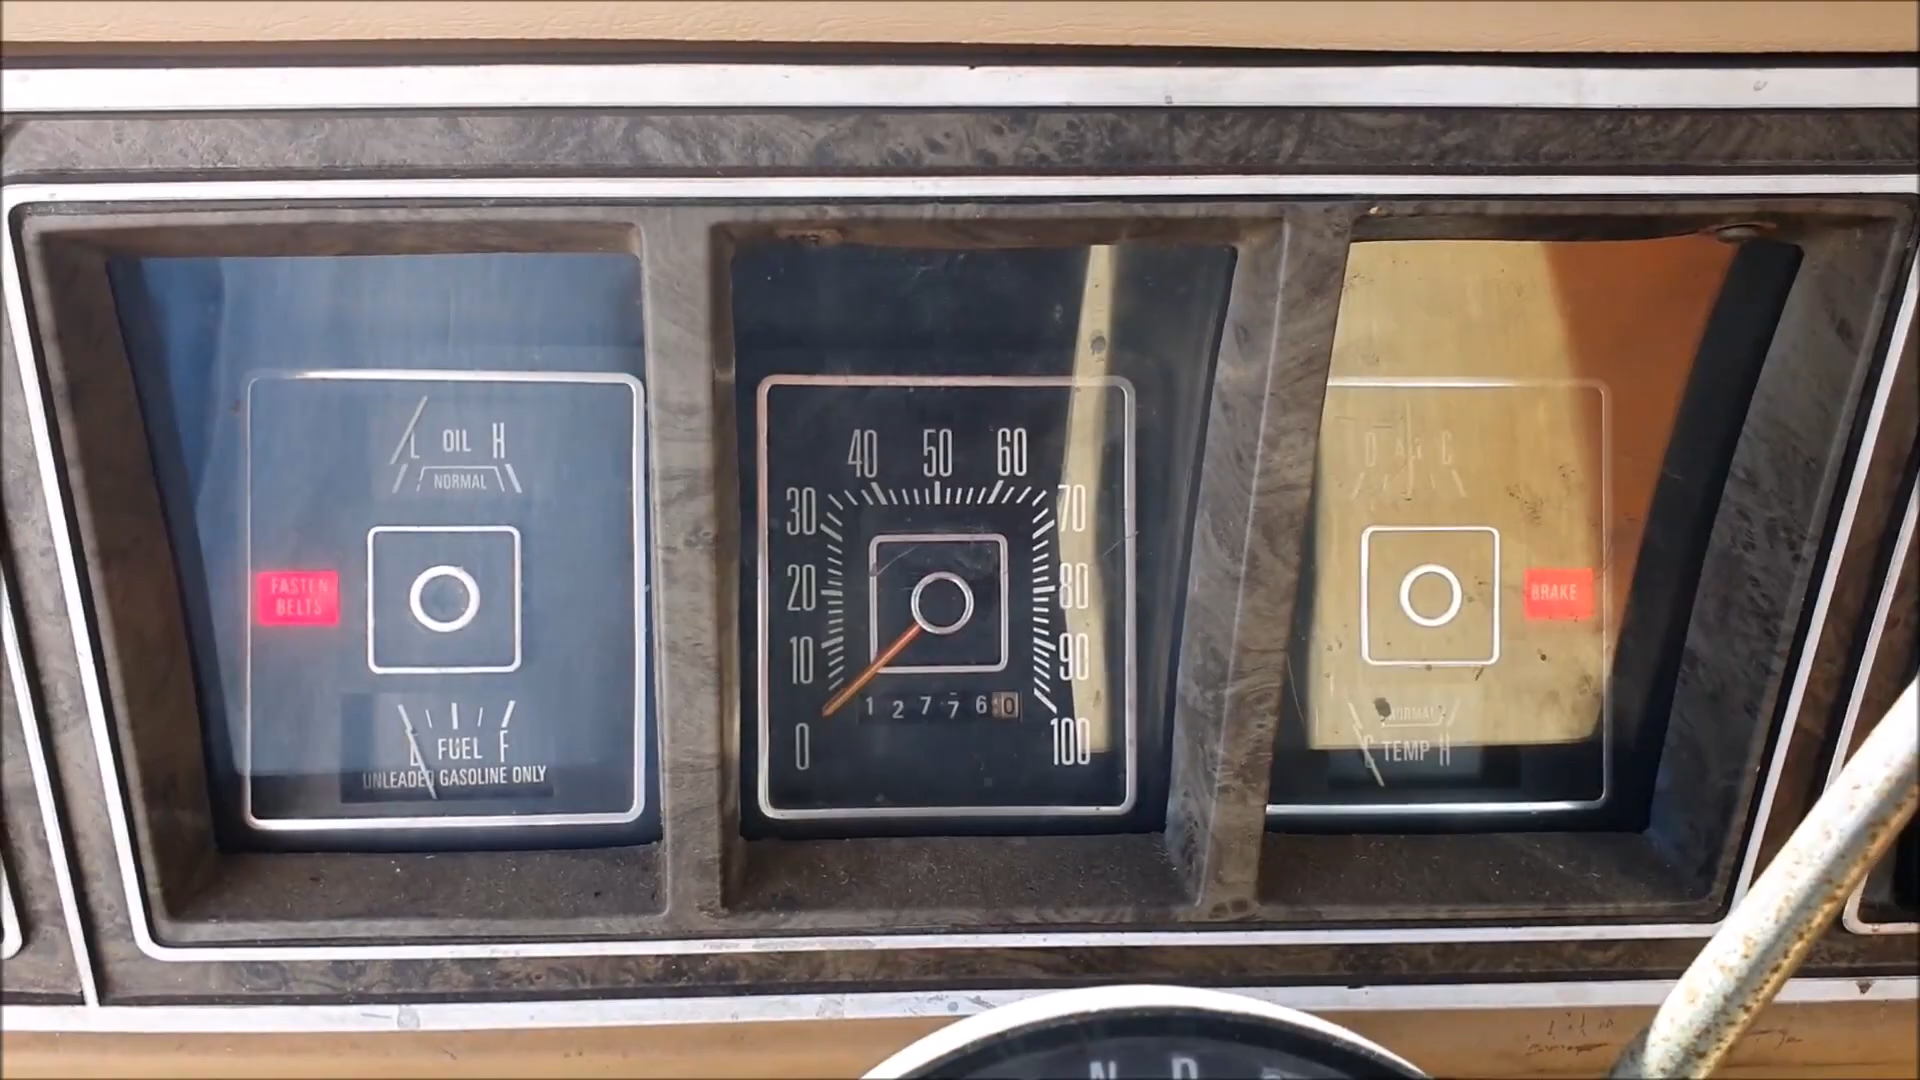 L OIL H
NORMAL
FASTEN
BELTS
E FUEL F
UNLEADED GASOLINE ONLY
40 50 60
30 70
20 80
10 90
1 2 7 7 6 0
0 100
D ALT C
BRAKE
NORMAL
C TEMP H
N D